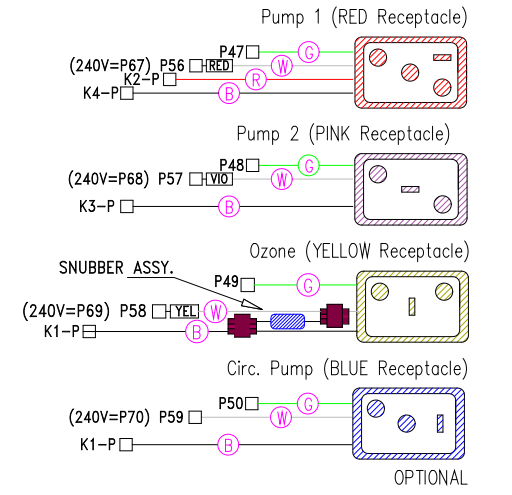 Pump 1 (RED Receptacle)
P47 G
(240V=P67) P56 RED W
K2-P R
K4-P B
Pump 2 (PINK Receptacle)
P48 G
(240V=P68) P57 VIO W
K3-P B
Ozone (YELLOW Receptacle)
SNUBBER ASSY.
P49 G
(240V=P69) P58 YEL W
K1-P B
Circ. Pump (BLUE Receptacle)
P50 G
(240V=P70) P59 W
K1-P B
OPTIONAL